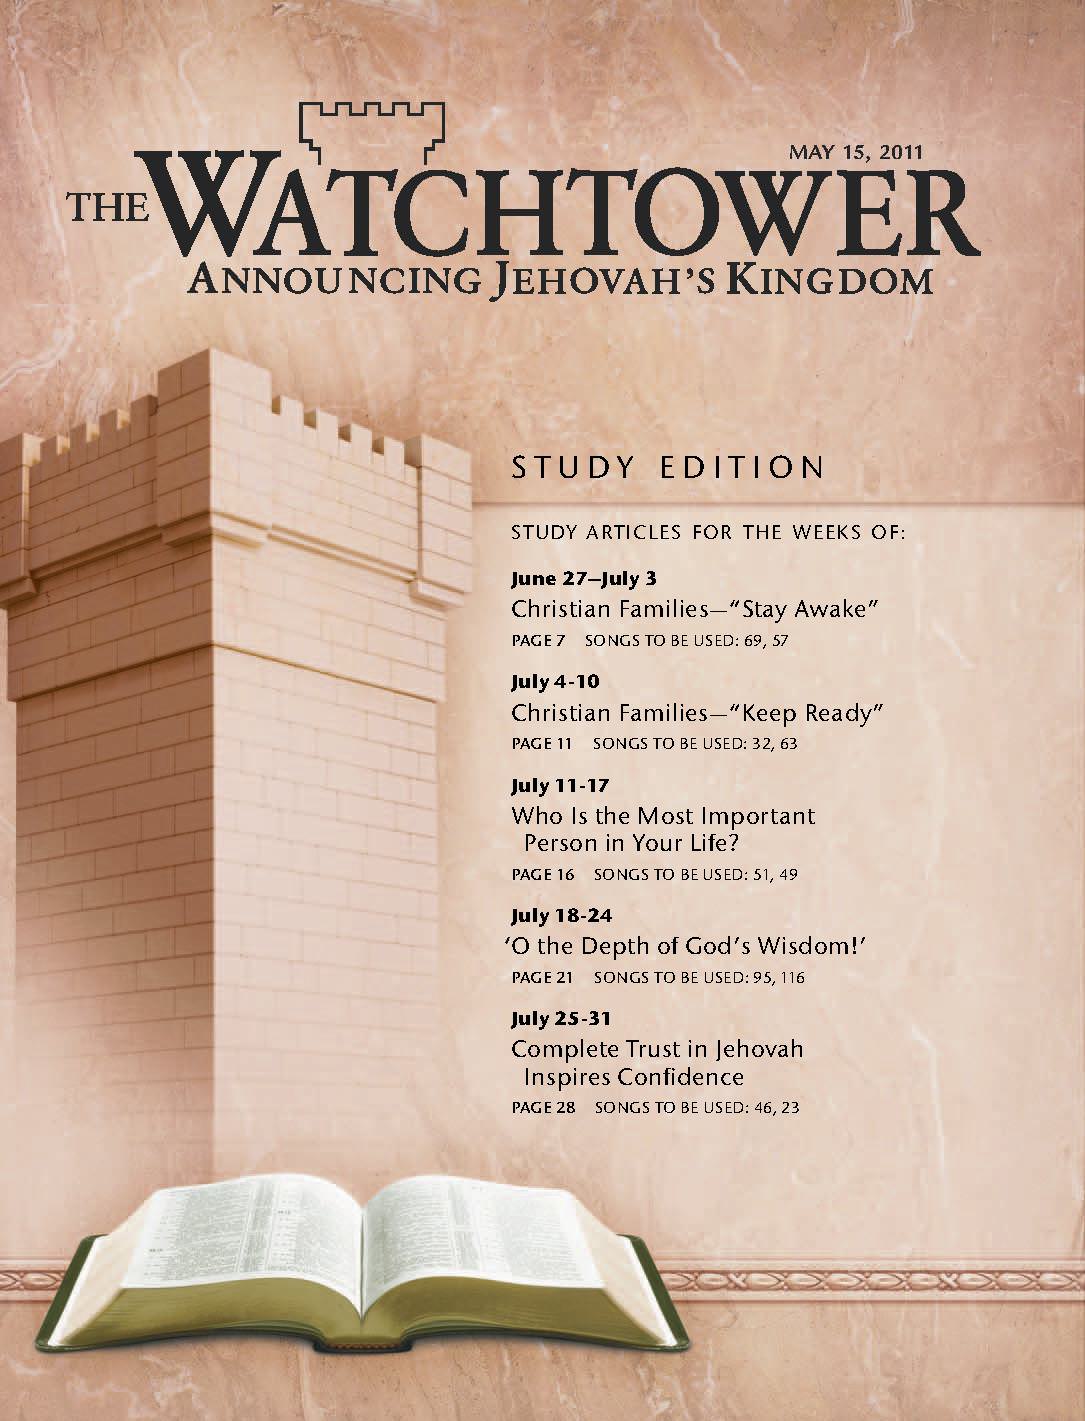 MAY 15, 2011
THE WATCHTOWER
ANNOUNCING JEHOVAH'S KINGDOM
STUDY EDITION
STUDY ARTICLES FOR THE WEEKS OF:
June 27–July 3
Christian Families—“Stay Awake”
PAGE 7 SONGS TO BE USED: 69, 57
July 4-10
Christian Families—“Keep Ready”
PAGE 11 SONGS TO BE USED: 32, 63
July 11-17
Who Is the Most Important
Person in Your Life?
PAGE 16 SONGS TO BE USED: 51, 49
July 18-24
‘O the Depth of God’s Wisdom!’
PAGE 21 SONGS TO BE USED: 95, 116
July 25-31
Complete Trust in Jehovah
Inspires Confidence
PAGE 28 SONGS TO BE USED: 46, 23